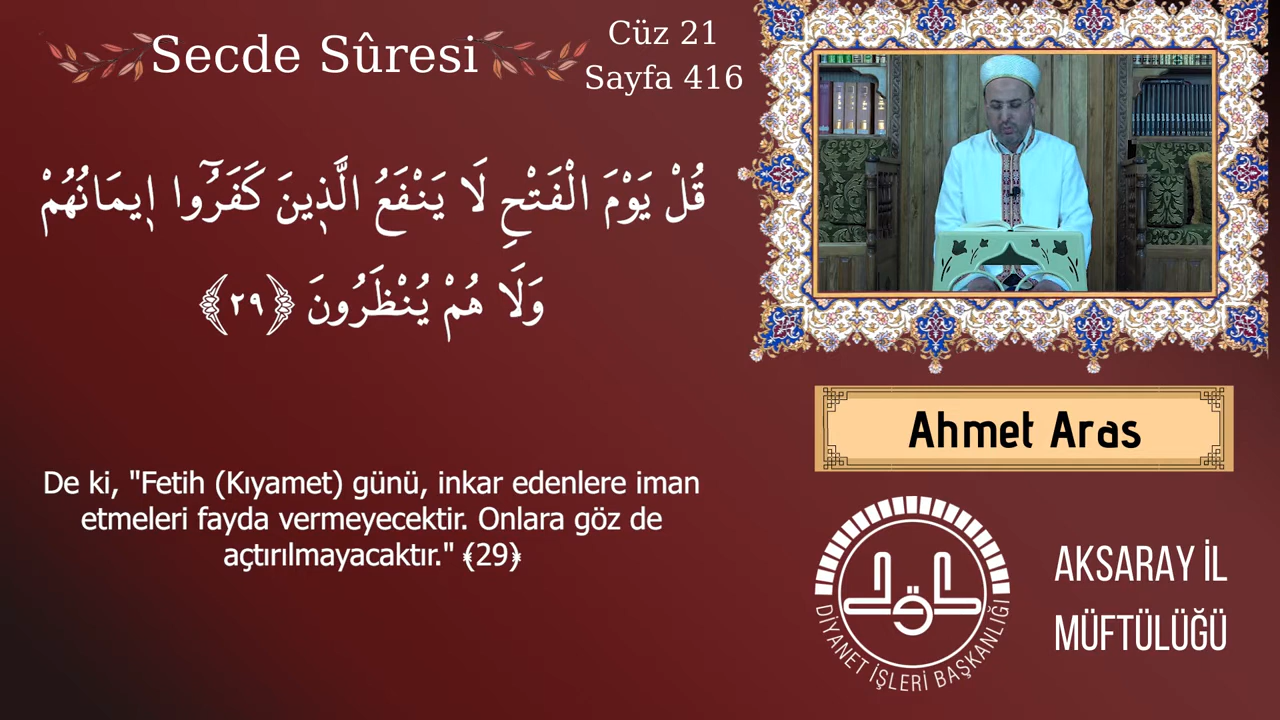 Secde Sûresi
Cüz 21
Sayfa 416
قُلْ يَوْمَ الْفَتْحِ لَا يَنْفَعُ الَّذ۪ينَ كَفَرُٓوا ا۪يمَانُهُمْ
وَلَا هُمْ يُنْظَرُونَ ﴿٢٩﴾
De ki, "Fetih (Kıyamet) günü, inkar edenlere iman
etmeleri fayda vermeyecektir. Onlara göz de
açtırılmayacaktır." ﴾29﴿
Ahmet Aras
DİYANET İŞLERİ BAŞKANLIĞI
AKSARAY İL
MÜFTÜLÜĞÜ